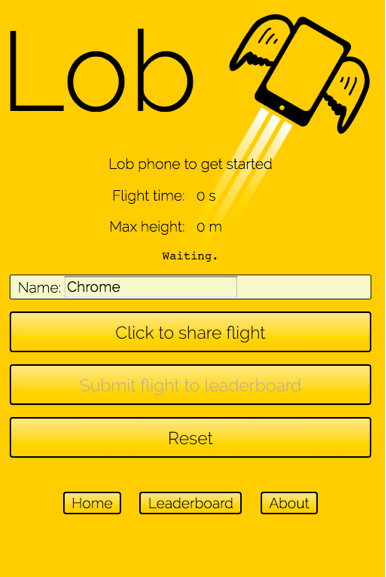 Lob
Lob phone to get started
Flight time: 0 s
Max height: 0 m
Waiting.
Name: Chrome
Click to share flight
Submit flight to leaderboard
Reset
Home Leaderboard About